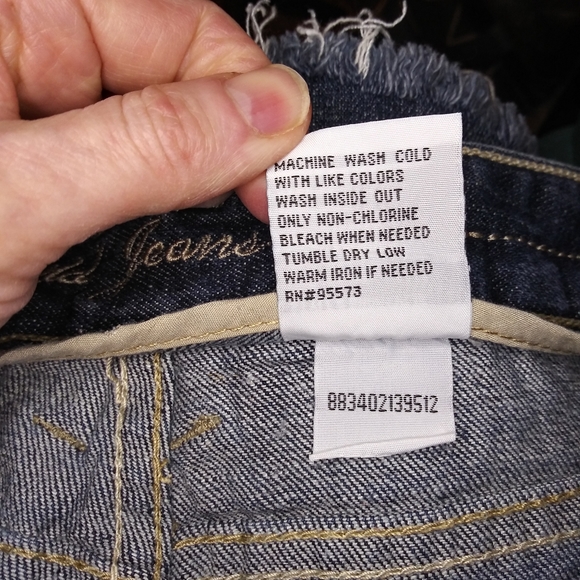 MACHINE WASH COLD
WITH LIKE COLORS
WASH INSIDE OUT
ONLY NON-CHLORINE
BLEACH WHEN NEEDED
TUMBLE DRY LOW
WARM IRON IF NEEDED
RN#95573
Jeans
883402139512